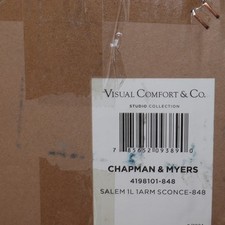 VISUAL COMFORT & CO.
STUDIO COLLECTION
CHAPMAN & MYERS
4198101-848
SALEM 1L 1ARM SCONCE-848